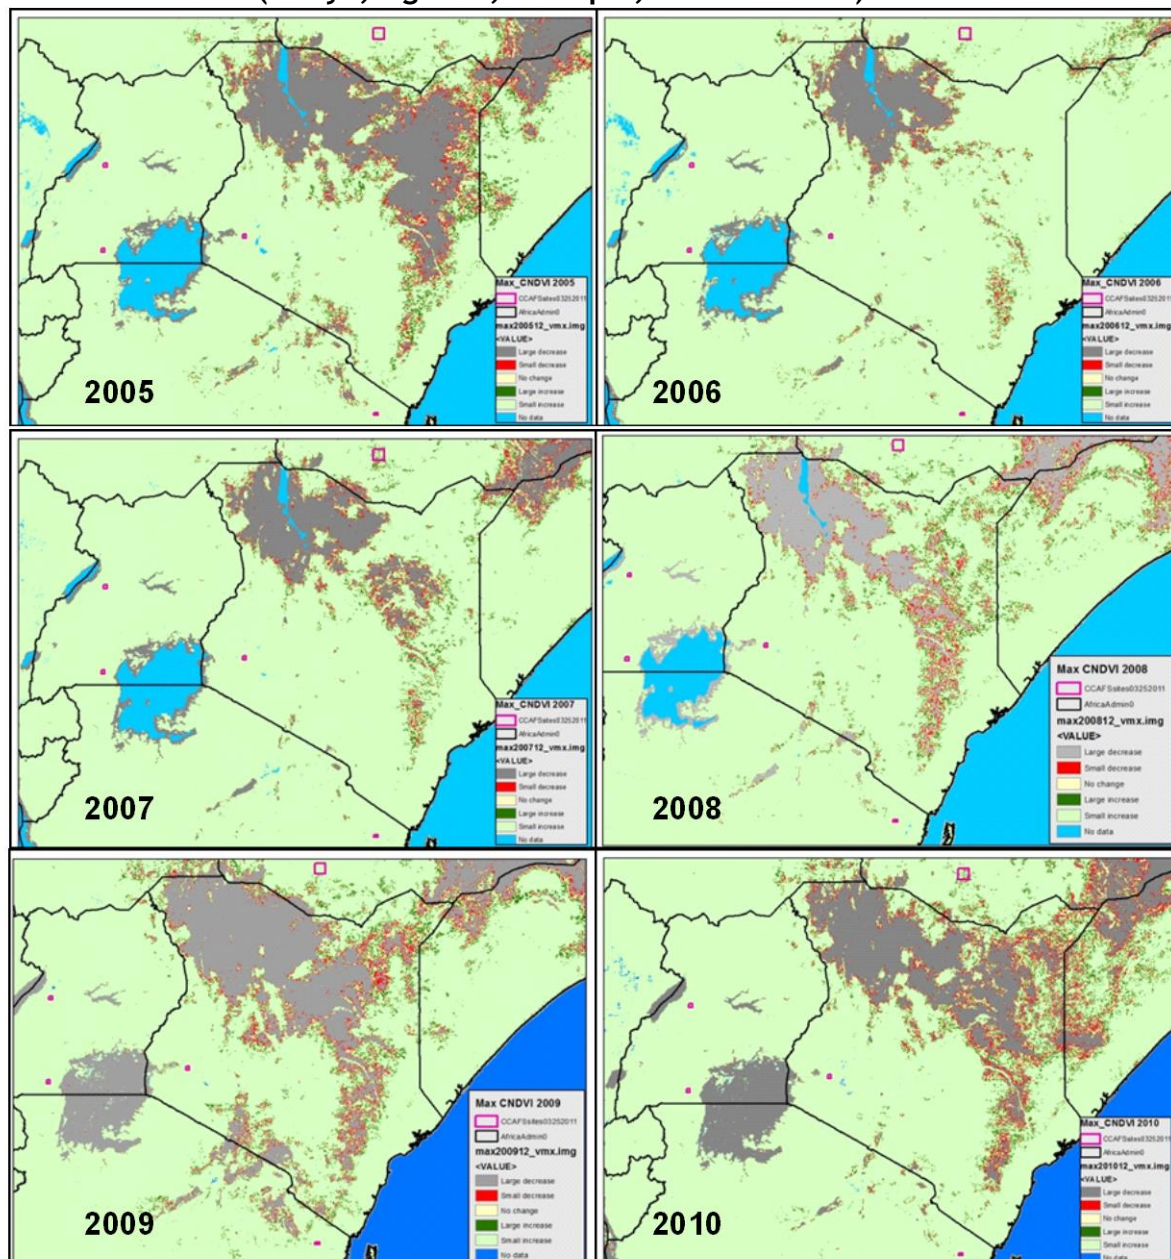 Max_CNDVI 2005
CCAFSites03252011
AfricaAdmin0
max200512_vmx.img
<VALUE>
Large decrease
Small decrease
No change
Large increase
Small increase
No data
2005
Max_CNDVI 2006
CCAFSites03252011
AfricaAdmin0
max200612_vmx.img
<VALUE>
Large decrease
Small decrease
No change
Large increase
Small increase
No data
2006
Max_CNDVI 2007
CCAFSites03252011
AfricaAdmin0
max200712_vmx.img
<VALUE>
Large decrease
Small decrease
No change
Large increase
Small increase
No data
2007
Max CNDVI 2008
CCAFSsites03252011
AfricaAdmin0
max200812_vmx.img
<VALUE>
Large decrease
Small decrease
No change
Large increase
Small increase
No data
2008
Max CNDVI 2009
CCAFSsites03252011
AfricaAdmin0
max200912_vmx.img
<VALUE>
Large decrease
Small decrease
No change
Large increase
Small increase
No data
2009
Max_CNDVI 2010
CCAFSsites03252011
AfricaAdmin0
max201012_vmx.img
<VALUE>
Large decrease
Small decrease
No change
Large increase
Small increase
No data
2010